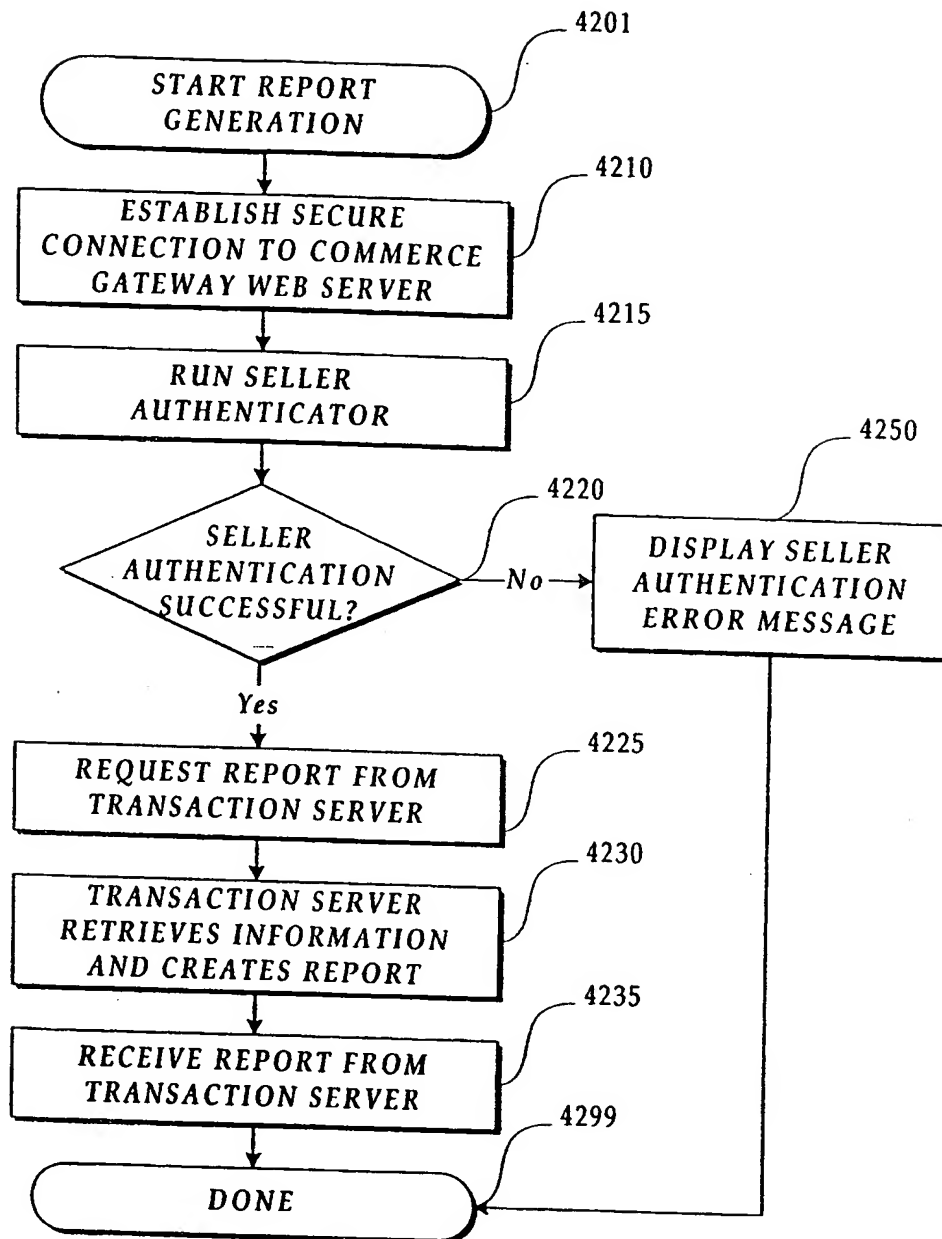 4201
START REPORT
GENERATION
4210
ESTABLISH SECURE
CONNECTION TO COMMERCE
GATEWAY WEB SERVER
4215
RUN SELLER
AUTHENTICATOR
4220
SELLER
AUTHENTICATION
SUCCESSFUL?
No
4250
DISPLAY SELLER
AUTHENTICATION
ERROR MESSAGE
Yes
4225
REQUEST REPORT FROM
TRANSACTION SERVER
4230
TRANSACTION SERVER
RETRIEVES INFORMATION
AND CREATES REPORT
4235
RECEIVE REPORT FROM
TRANSACTION SERVER
4299
DONE